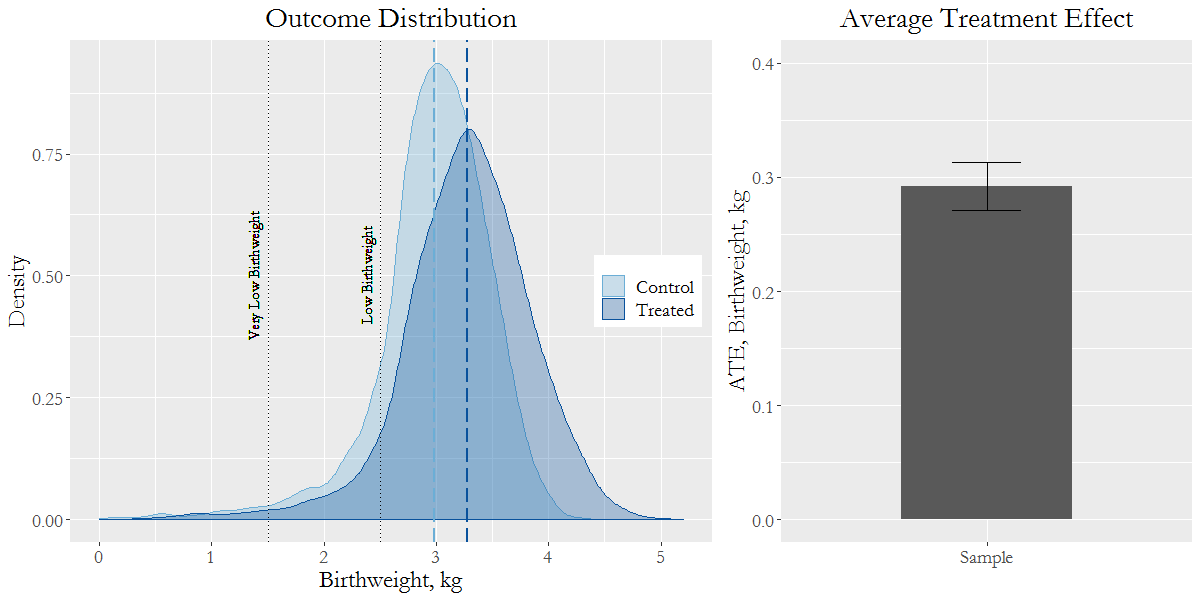 Outcome Distribution
Density
0.75
0.50
0.25
0.00
Very Low Birthweight
Low Birthweight
Control
Treated
0
1
2
3
4
5
Birthweight, kg
Average Treatment Effect
ATE, Birthweight, kg
0.4
0.3
0.2
0.1
0.0
Sample